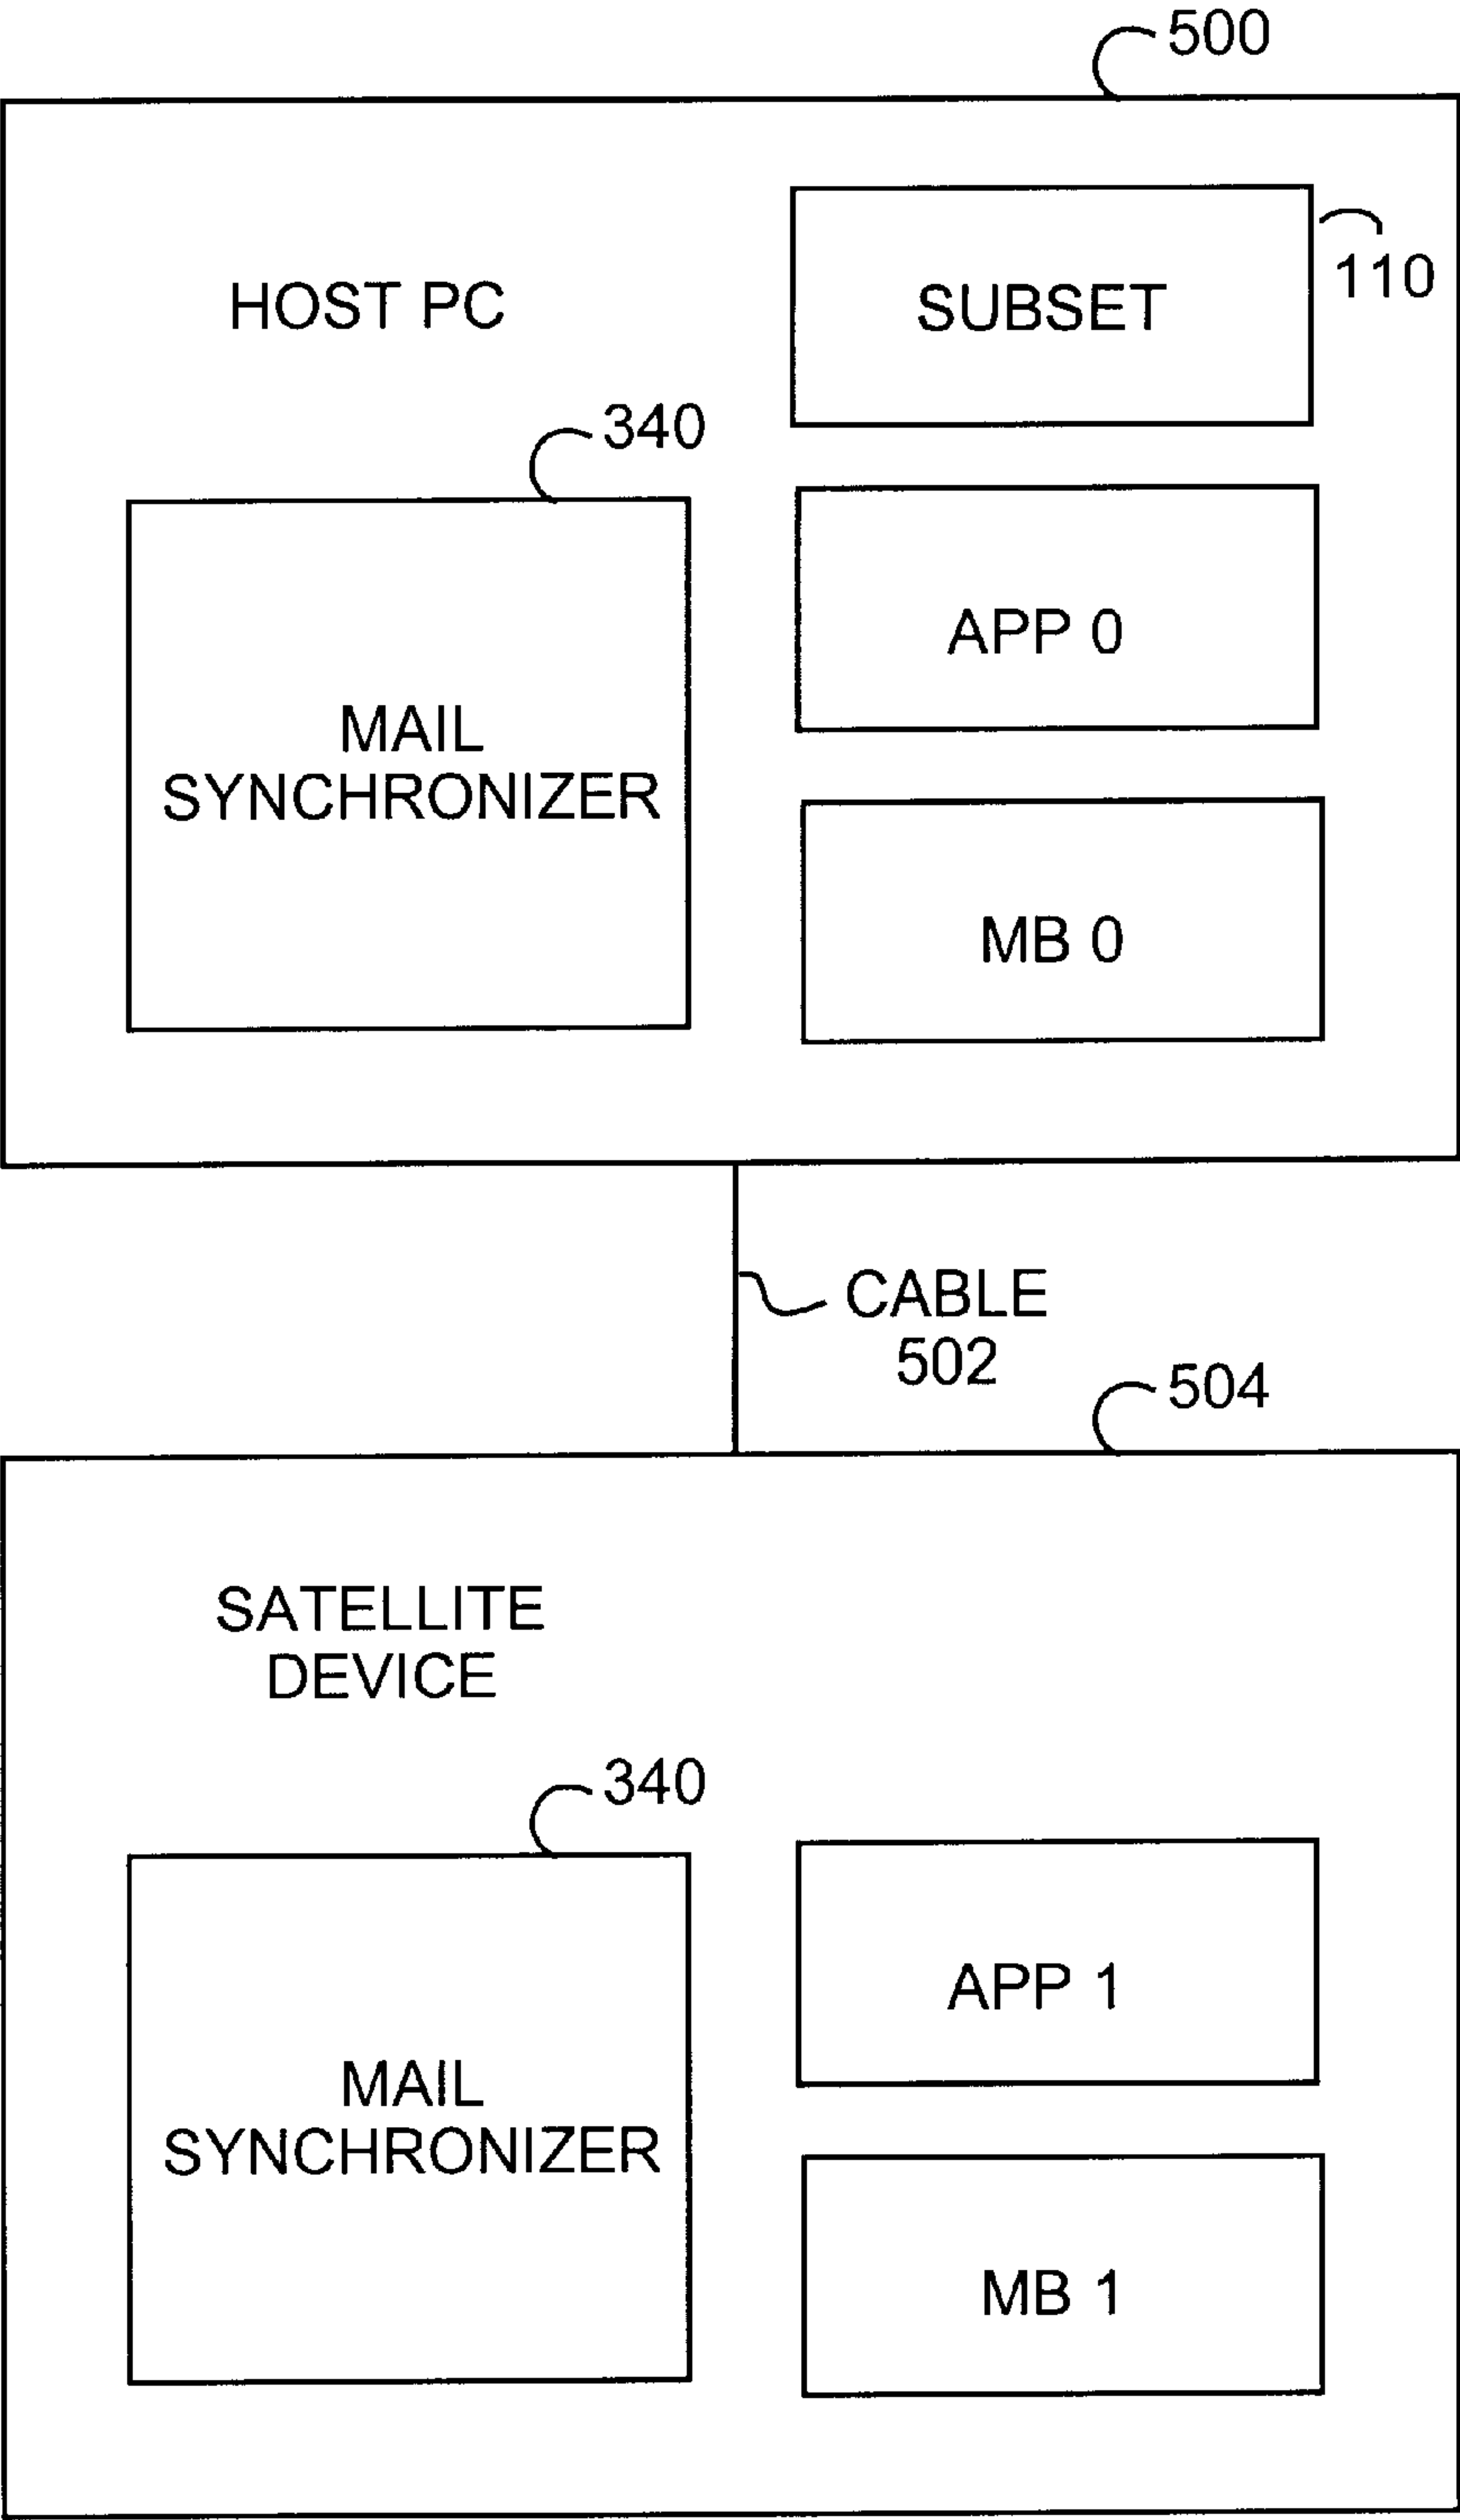 500
110
HOST PC
SUBSET
340
APP 0
MAIL
SYNCHRONIZER
MB 0
CABLE
502
504
SATELLITE
DEVICE
340
APP 1
MAIL
SYNCHRONIZER
MB 1